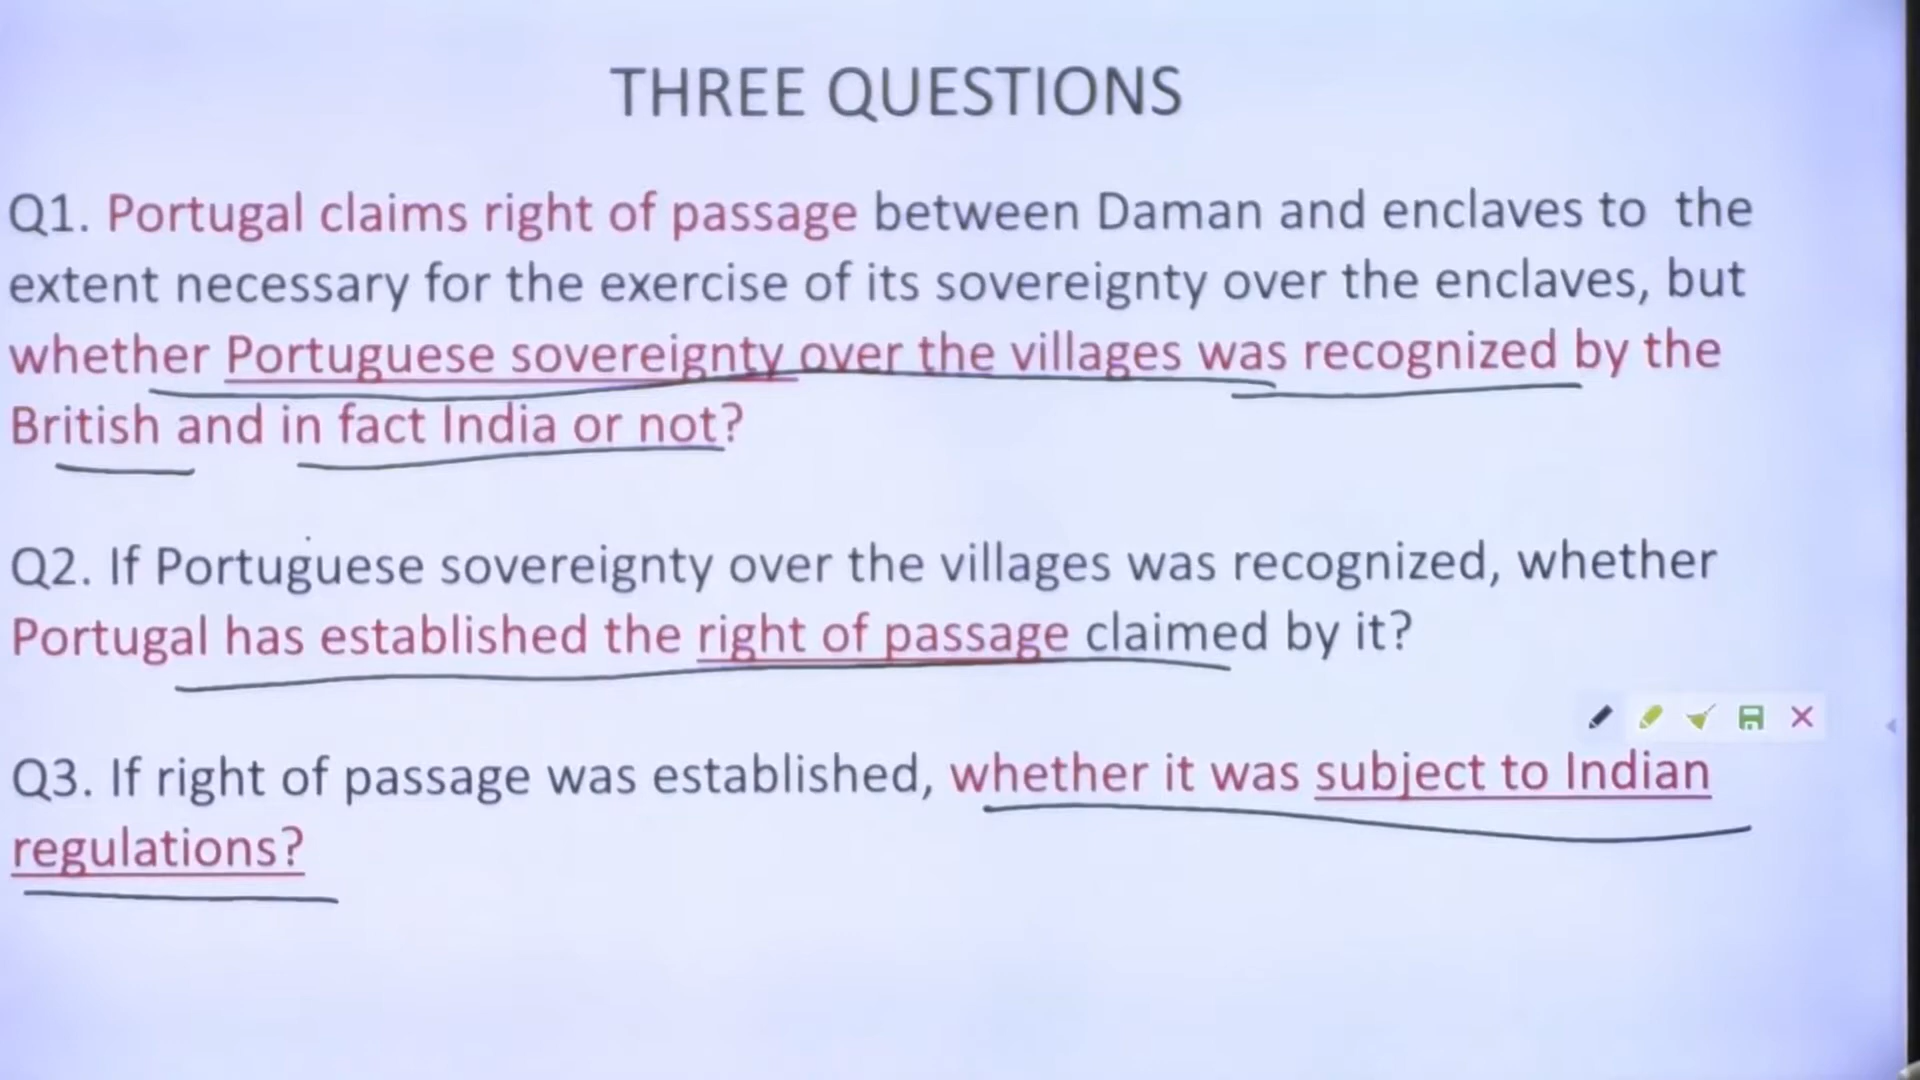 THREE QUESTIONS
Q1. Portugal claims right of passage between Daman and enclaves to the
extent necessary for the exercise of its sovereignty over the enclaves, but
whether Portuguese sovereignty over the villages was recognized by the
British and in fact India or not?
Q2. If Portuguese sovereignty over the villages was recognized, whether
Portugal has established the right of passage claimed by it?
Q3. If right of passage was established, whether it was subject to Indian
regulations?